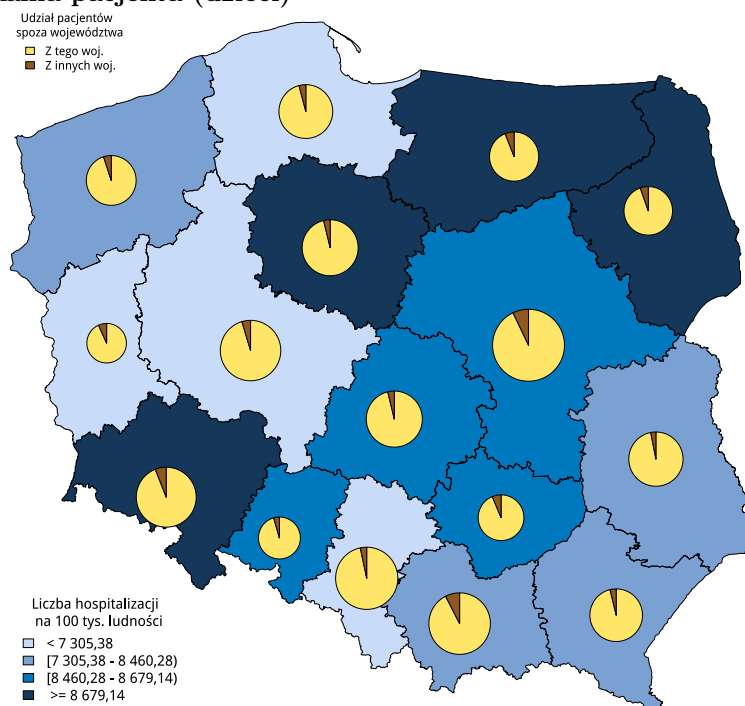 Udział pacjentów
spoza województwa
Z tego woj.
Z innych woj.
Liczba hospitalizacji
na 100 tys. ludności
< 7 305,38
[7 305,38 - 8 460,28)
[8 460,28 - 8 679,14)
>= 8 679,14